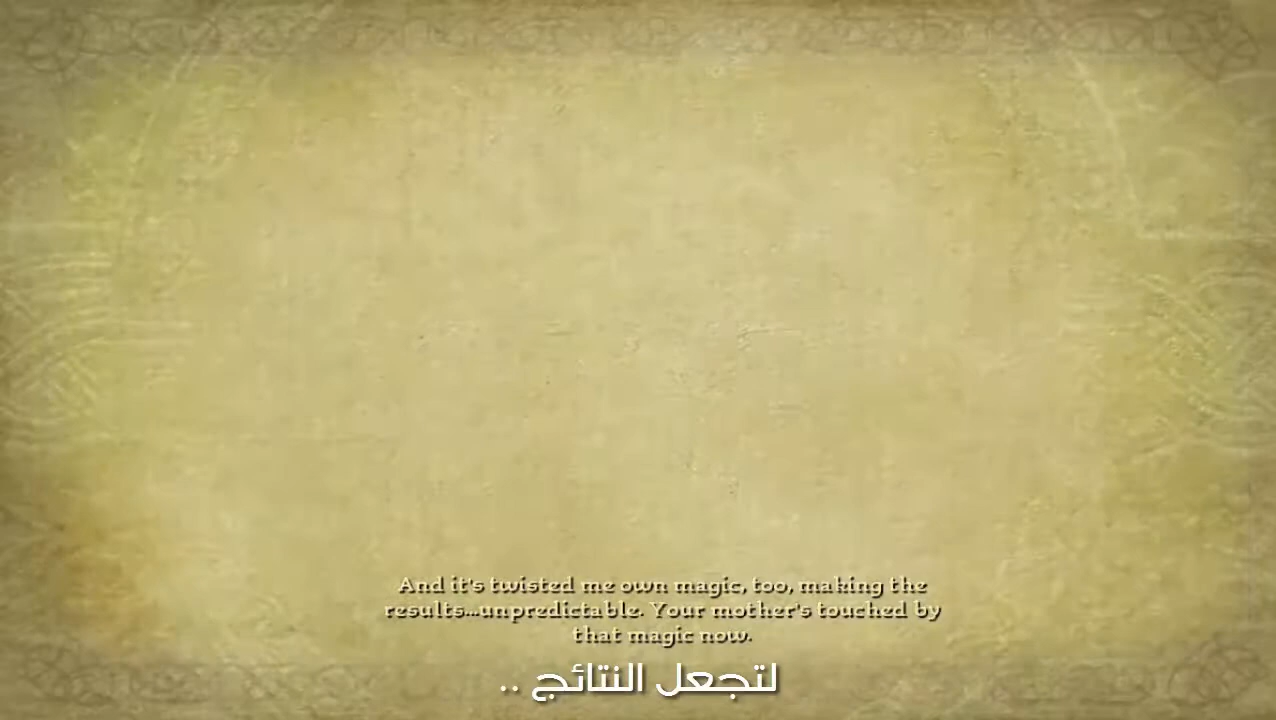 And it's twisted me own magic, too, making the
results...unpredictable. Your mother's touched by
that magic now.
لتجعل النتائج ..